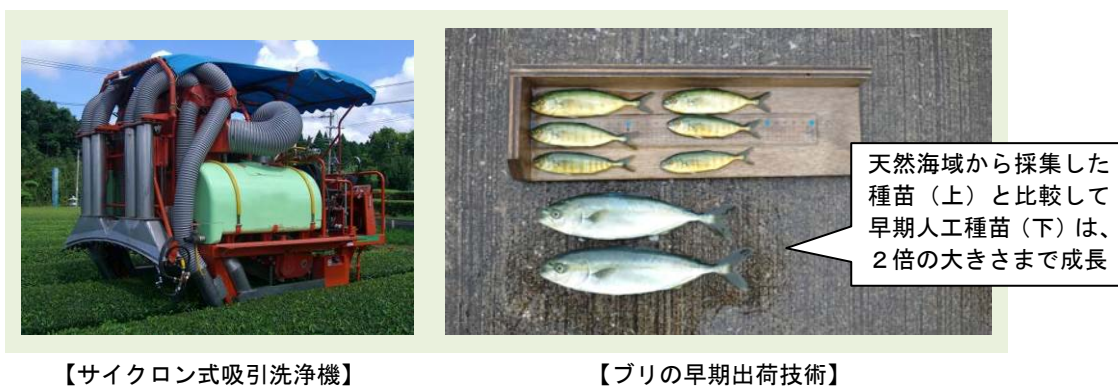 天然海域から採集した
種苗（上）と比較して
早期人工種苗（下）は、
２倍の大きさまで成長
【サイクロン式吸引洗浄機】
【ブリの早期出荷技術】